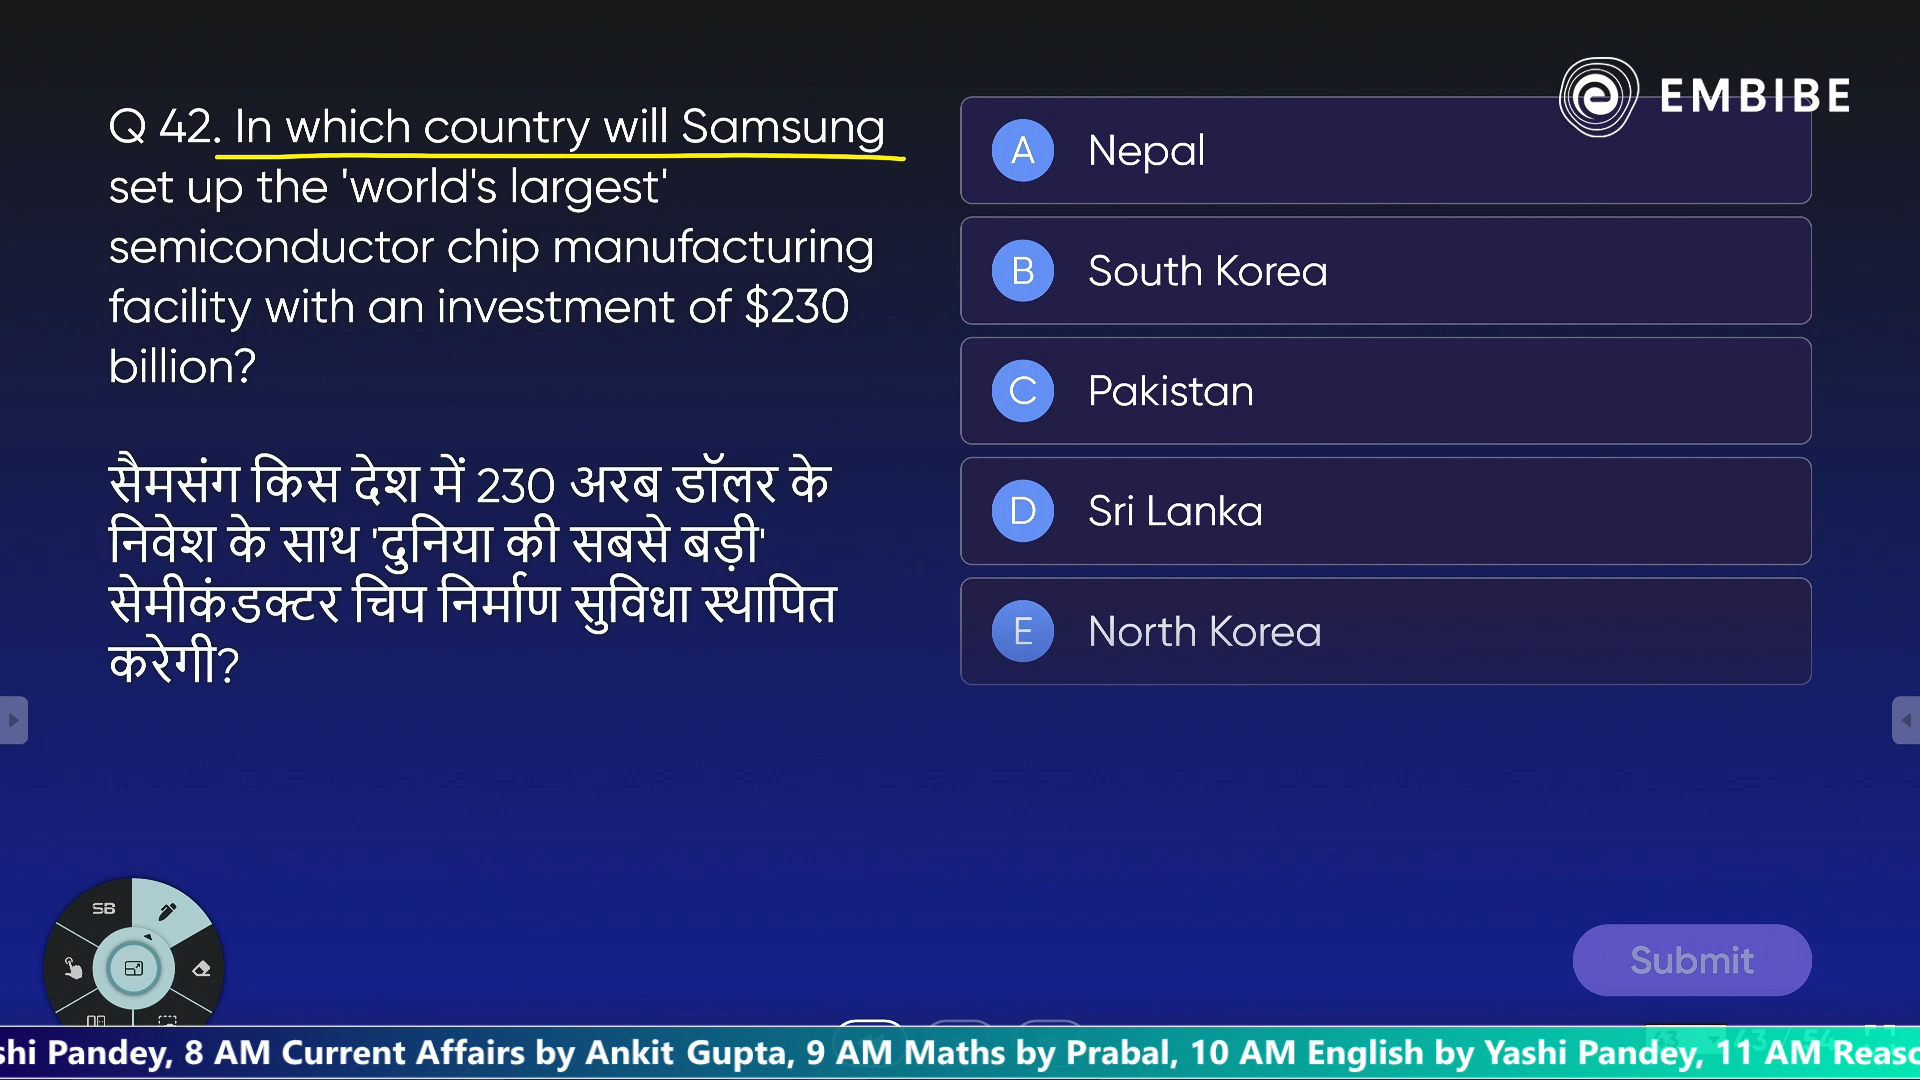 EMBIBE
Q 42. In which country will Samsung
set up the 'world's largest'
semiconductor chip manufacturing
facility with an investment of $230
billion?
सैमसंग किस देश में 230 अरब डॉलर के
निवेश के साथ 'दुनिया की सबसे बड़ी'
सेमीकंडक्टर चिप निर्माण सुविधा स्थापित
करेगी?
A Nepal
B South Korea
C Pakistan
D Sri Lanka
E North Korea
SB
Submit
shi Pandey, 8 AM Current Affairs by Ankit Gupta, 9 AM Maths by Prabal, 10 AM English by Yashi Pandey, 11 AM Reaso